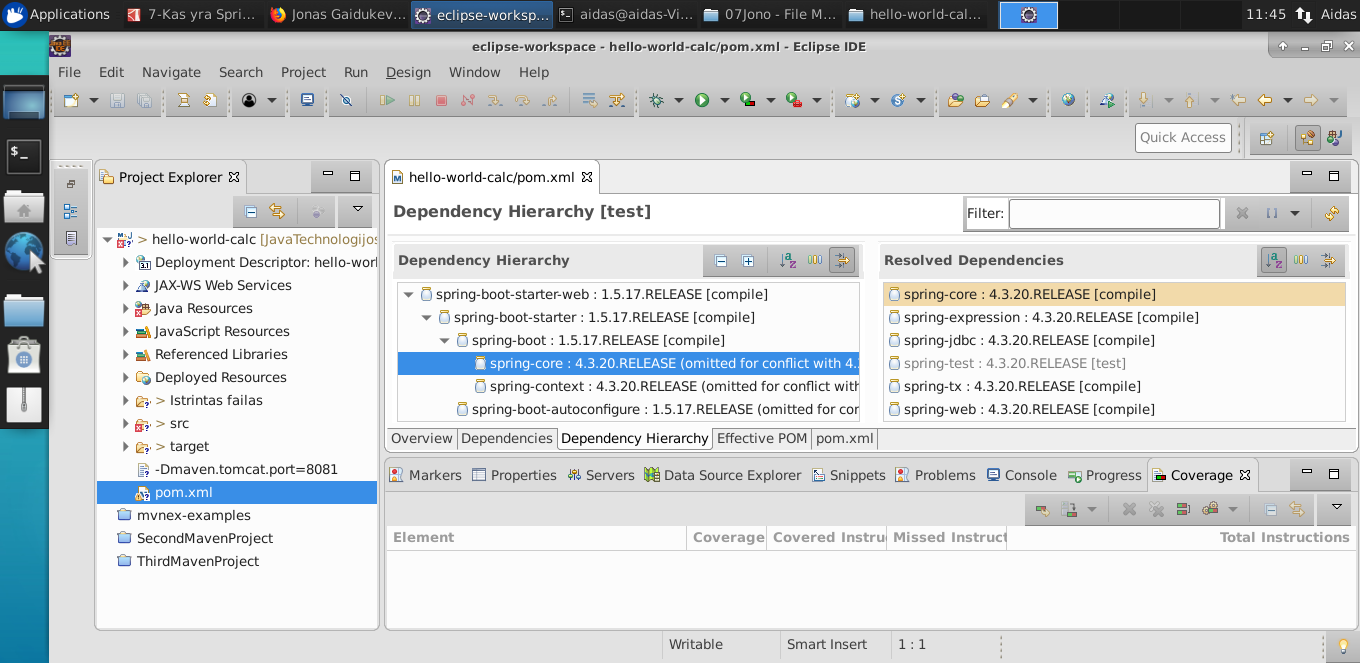 Applications
7-Kas yra Spri...
Jonas Gaidukev...
eclipse-worksp...
aidas@aidas-Vi...
07Jono - File M...
hello-world-cal...
11:45
Aidas
eclipse-workspace - hello-world-calc/pom.xml - Eclipse IDE
File Edit Navigate Search Project Run Design Window Help
Quick Access
Project Explorer
hello-world-calc/pom.xml
Dependency Hierarchy [test]
Filter:
> hello-world-calc [JavaTechnologijos
Deployment Descriptor: hello-worl
JAX-WS Web Services
Java Resources
JavaScript Resources
Referenced Libraries
Deployed Resources
> Istrintas failas
> src
> target
-Dmaven.tomcat.port=8081
pom.xml
mvnex-examples
SecondMavenProject
ThirdMavenProject
Dependency Hierarchy
spring-boot-starter-web : 1.5.17.RELEASE [compile]
spring-boot-starter : 1.5.17.RELEASE [compile]
spring-boot : 1.5.17.RELEASE [compile]
spring-core : 4.3.20.RELEASE (omitted for conflict with 4.
spring-context : 4.3.20.RELEASE (omitted for conflict with
spring-boot-autoconfigure : 1.5.17.RELEASE (omitted for cor
Resolved Dependencies
spring-core : 4.3.20.RELEASE [compile]
spring-expression : 4.3.20.RELEASE [compile]
spring-jdbc : 4.3.20.RELEASE [compile]
spring-test : 4.3.20.RELEASE [test]
spring-tx : 4.3.20.RELEASE [compile]
spring-web : 4.3.20.RELEASE [compile]
Overview Dependencies Dependency Hierarchy Effective POM pom.xml
Markers Properties Servers Data Source Explorer Snippets Problems Console Progress Coverage
Element Coverage Covered Instru Missed Instruct Total Instructions
Writable Smart Insert 1 : 1